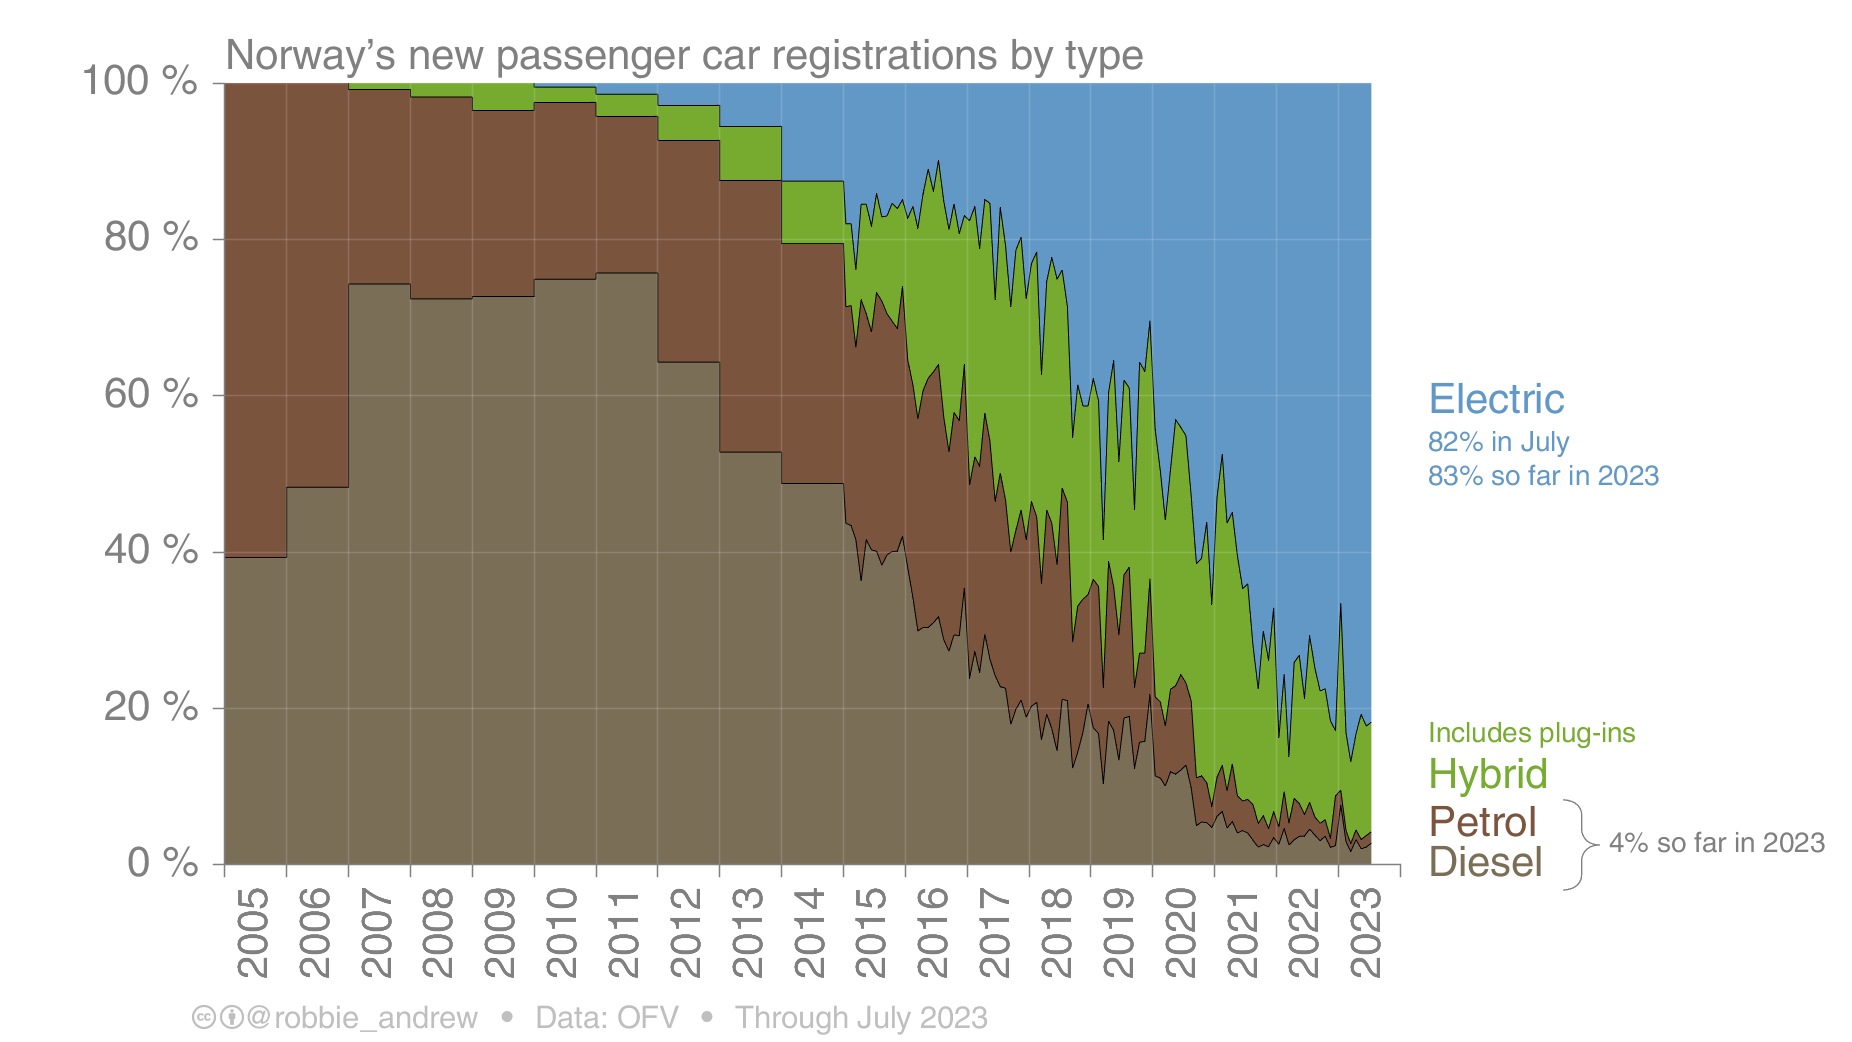 Norway’s new passenger car registrations by type
100 %
80 %
60 %
40 %
20 %
0 %
2005
2006
2007
2008
2009
2010
2011
2012
2013
2014
2015
2016
2017
2018
2019
2020
2021
2022
2023
Electric
82% in July
83% so far in 2023
Includes plug-ins
Hybrid
Petrol
Diesel
4% so far in 2023
cc @robbie_andrew • Data: OFV • Through July 2023